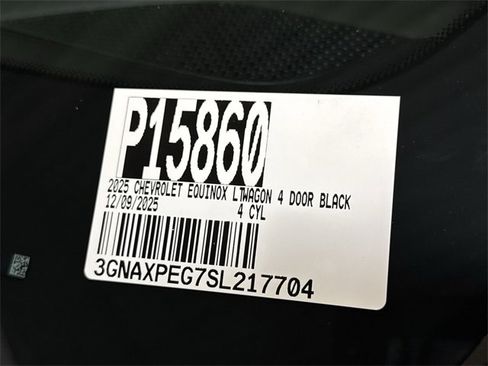 P15860
2025 CHEVROLET EQUINOX LTWAGON 4 DOOR BLACK
12/09/2025 4 CYL
3GNAXPEG7SL217704